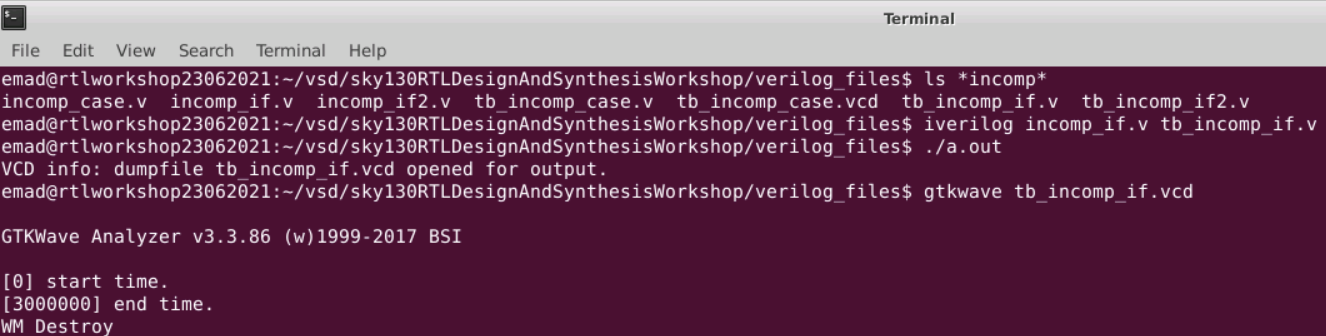 Terminal
File Edit View Search Terminal Help
emad@rtlworkshop23062021:~/vsd/sky130RTLDesignAndSynthesisWorkshop/verilog_files$ ls *incomp*
incomp_case.v incomp_if.v incomp_if2.v tb_incomp_case.v tb_incomp_case.vcd tb_incomp_if.v tb_incomp_if2.v
emad@rtlworkshop23062021:~/vsd/sky130RTLDesignAndSynthesisWorkshop/verilog_files$ iverilog incomp_if.v tb_incomp_if.v
emad@rtlworkshop23062021:~/vsd/sky130RTLDesignAndSynthesisWorkshop/verilog_files$ ./a.out
VCD info: dumpfile tb_incomp_if.vcd opened for output.
emad@rtlworkshop23062021:~/vsd/sky130RTLDesignAndSynthesisWorkshop/verilog_files$ gtkwave tb_incomp_if.vcd
GTKWave Analyzer v3.3.86 (w)1999-2017 BSI
[0] start time.
[3000000] end time.
WM Destroy